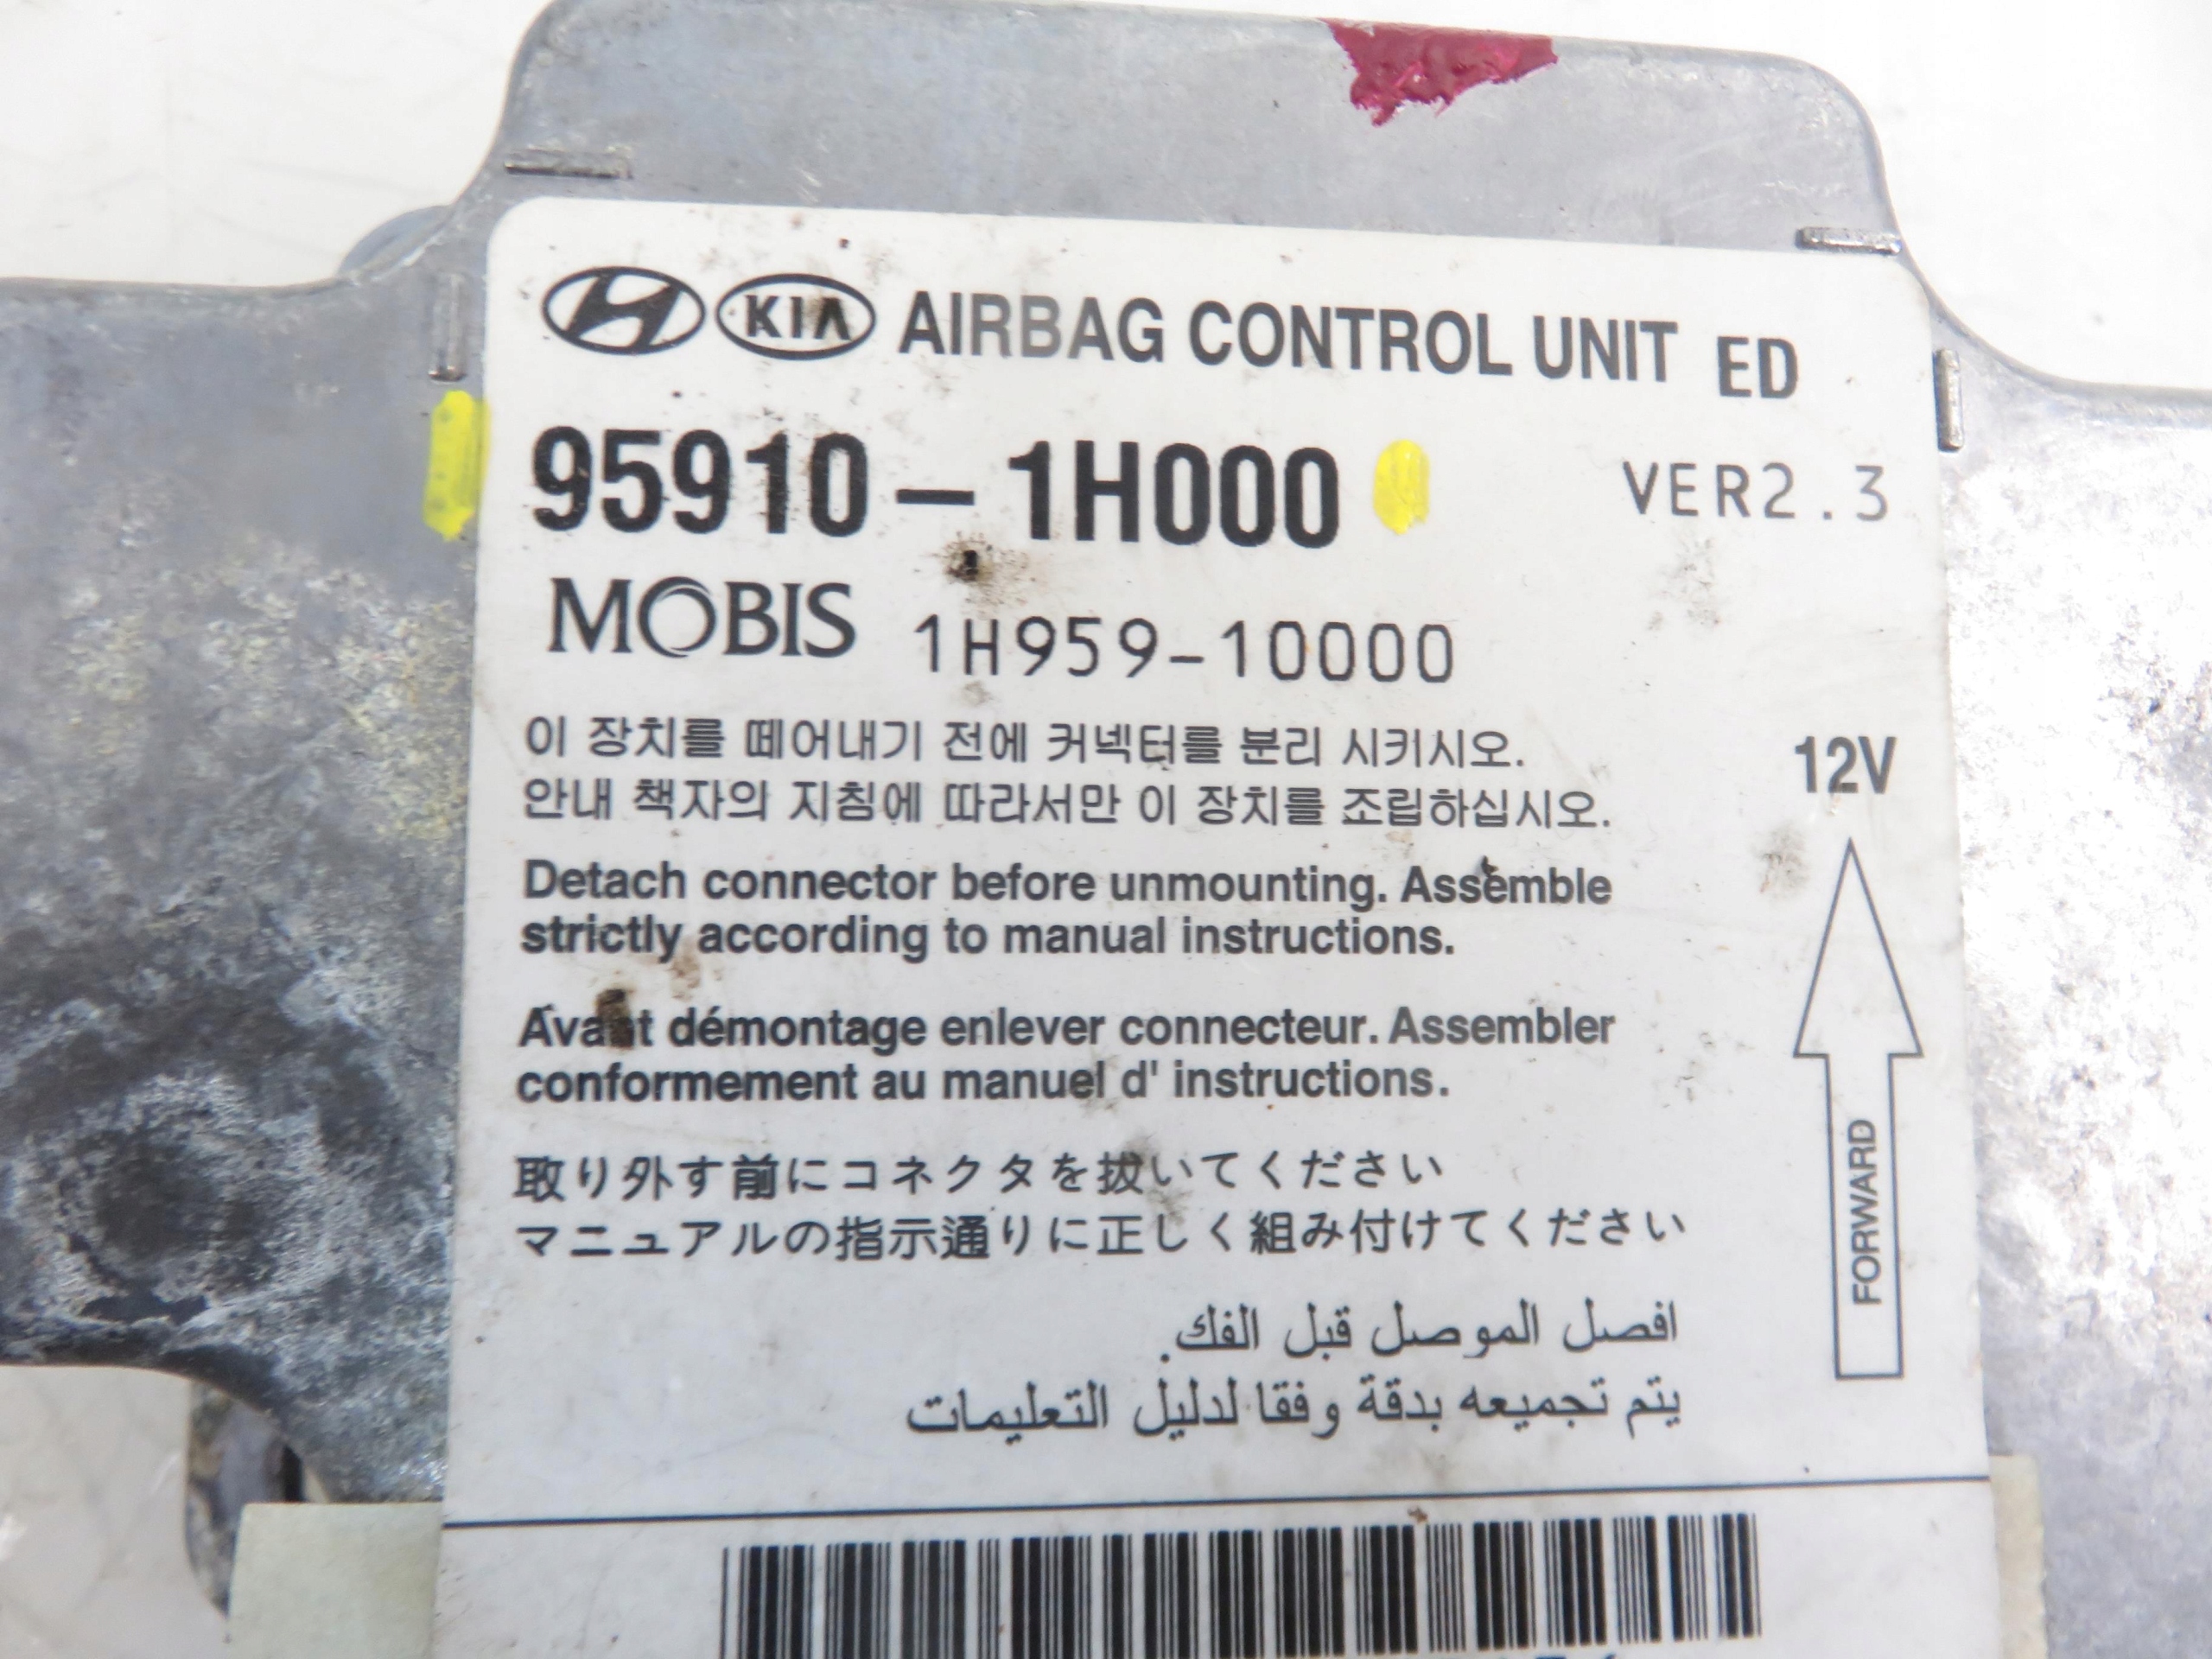 KIA AIRBAG CONTROL UNIT ED
95910-1H000 VER2.3
MOBIS 1H959-10000
이 장치를 떼어내기 전에 커넥터를 분리 시키시오.
안내 책자의 지침에 따라서만 이 장치를 조립하십시오.
12V
Detach connector before unmounting. Assemble
strictly according to manual instructions.
Avant démontage enlever connecteur. Assembler
conformement au manuel d' instructions.
取り外す前にコネクタを抜いてください
マニュアルの指示通りに正しく組み付けてください
FORWARD
افصل الموصل قبل الفك.
يتم تجميعه بدقة وفقا لدليل التعليمات